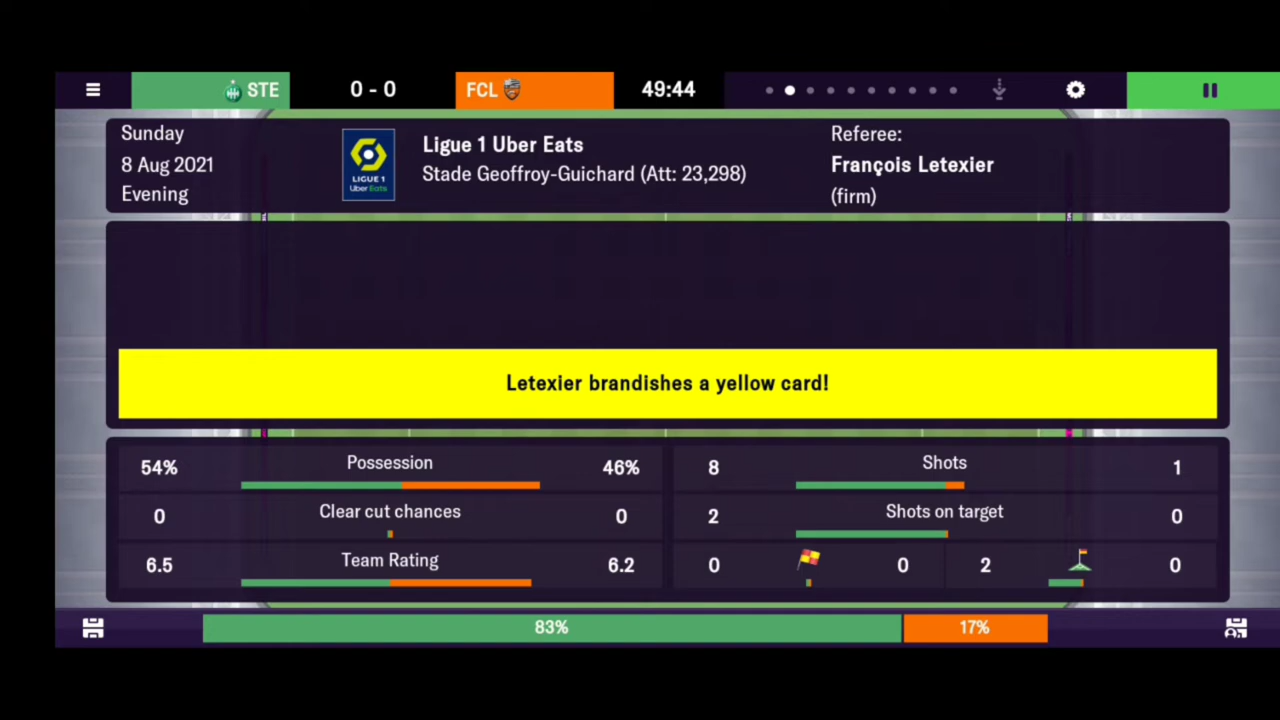 STE
0 - 0
FCL
49:44
Sunday
8 Aug 2021
Evening
LIGUE 1
Uber Eats
Ligue 1 Uber Eats
Stade Geoffroy-Guichard (Att: 23,298)
Referee:
François Letexier
(firm)
Letexier brandishes a yellow card!
54% Possession 46%
8 Shots 1
0 Clear cut chances 0
2 Shots on target 0
6.5 Team Rating 6.2
0 0 2 0
83% 17%